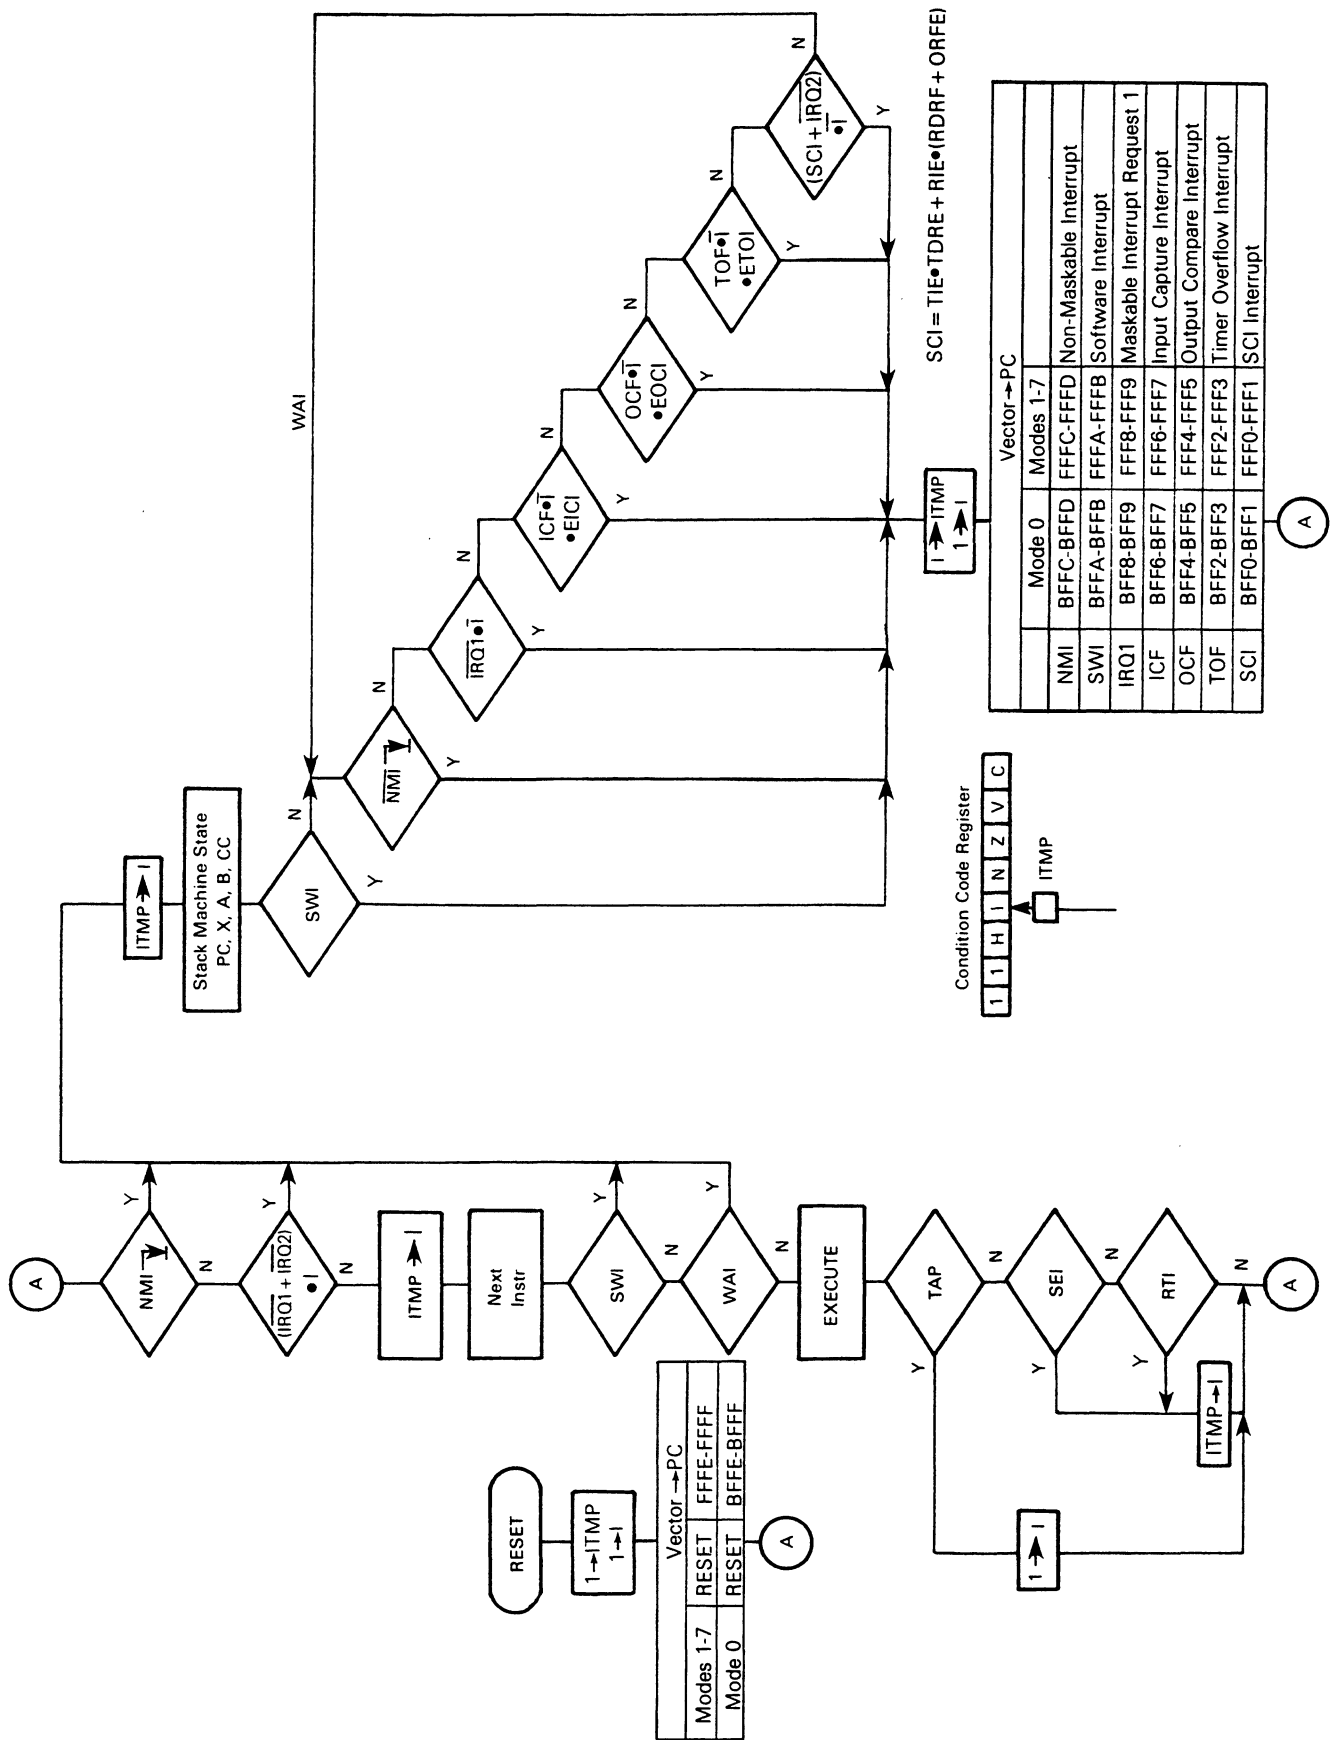 A
NMI
Y
N
(IRQ1 + IRQ2)
•I
Y
N
ITMP → I
Next
Instr
SWI
Y
N
WAI
Y
N
EXECUTE
TAP
Y
N
SEI
Y
N
RTI
Y
N
1→I
ITMP→I
A
RESET
1→ITMP
1→I
Vector→PC
Modes 1-7 RESET FFFE-FFFF
Mode 0 RESET BFFE-BFFF
A
ITMP→I
Stack Machine State
PC, X, A, B, CC
SWI
N
Y
WAI
N̅M̅I̅
N
Y
I̅R̅Q̅1̅•I̅
N
Y
ICF•I̅
•EICI
N
Y
OCF•I̅
•EOCI
N
Y
TOF•I̅
•ETOI
N
Y
(SCI + I̅R̅Q̅2̅)
•I̅
N
Y
SCI = TIE•TDRE + RIE•(RDRF + ORFE)
I→ITMP
1→I
Vector→PC
Mode 0 Modes 1-7
NMI BFFC-BFFD FFFC-FFFD Non-Maskable Interrupt
SWI BFFA-BFFB FFFA-FFFB Software Interrupt
IRQ1 BFF8-BFF9 FFF8-FFF9 Maskable Interrupt Request 1
ICF BFF6-BFF7 FFF6-FFF7 Input Capture Interrupt
OCF BFF4-BFF5 FFF4-FFF5 Output Compare Interrupt
TOF BFF2-BFF3 FFF2-FFF3 Timer Overflow Interrupt
SCI BFF0-BFF1 FFF0-FFF1 SCI Interrupt
A
Condition Code Register
1 1 H I N Z V C
ITMP